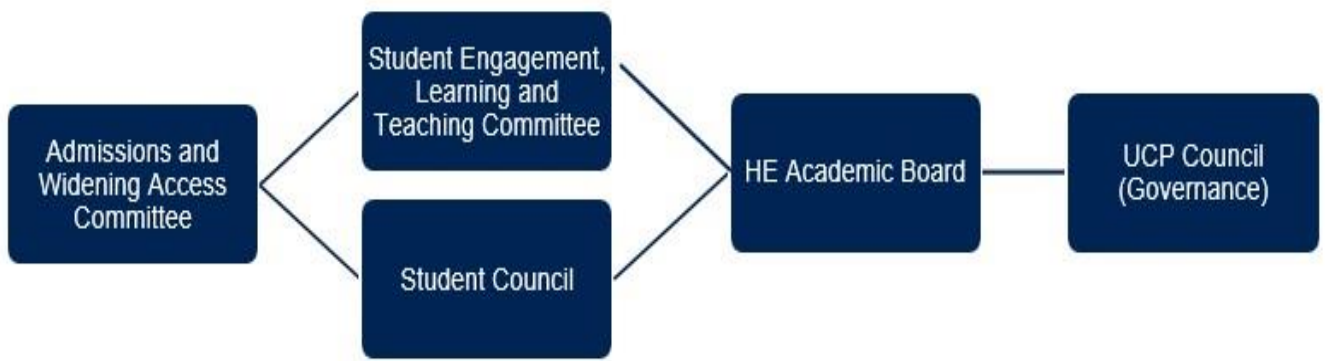 Admissions and
Widening Access
Committee
Student Engagement,
Learning and
Teaching Committee
Student Council
HE Academic Board
UCP Council
(Governance)